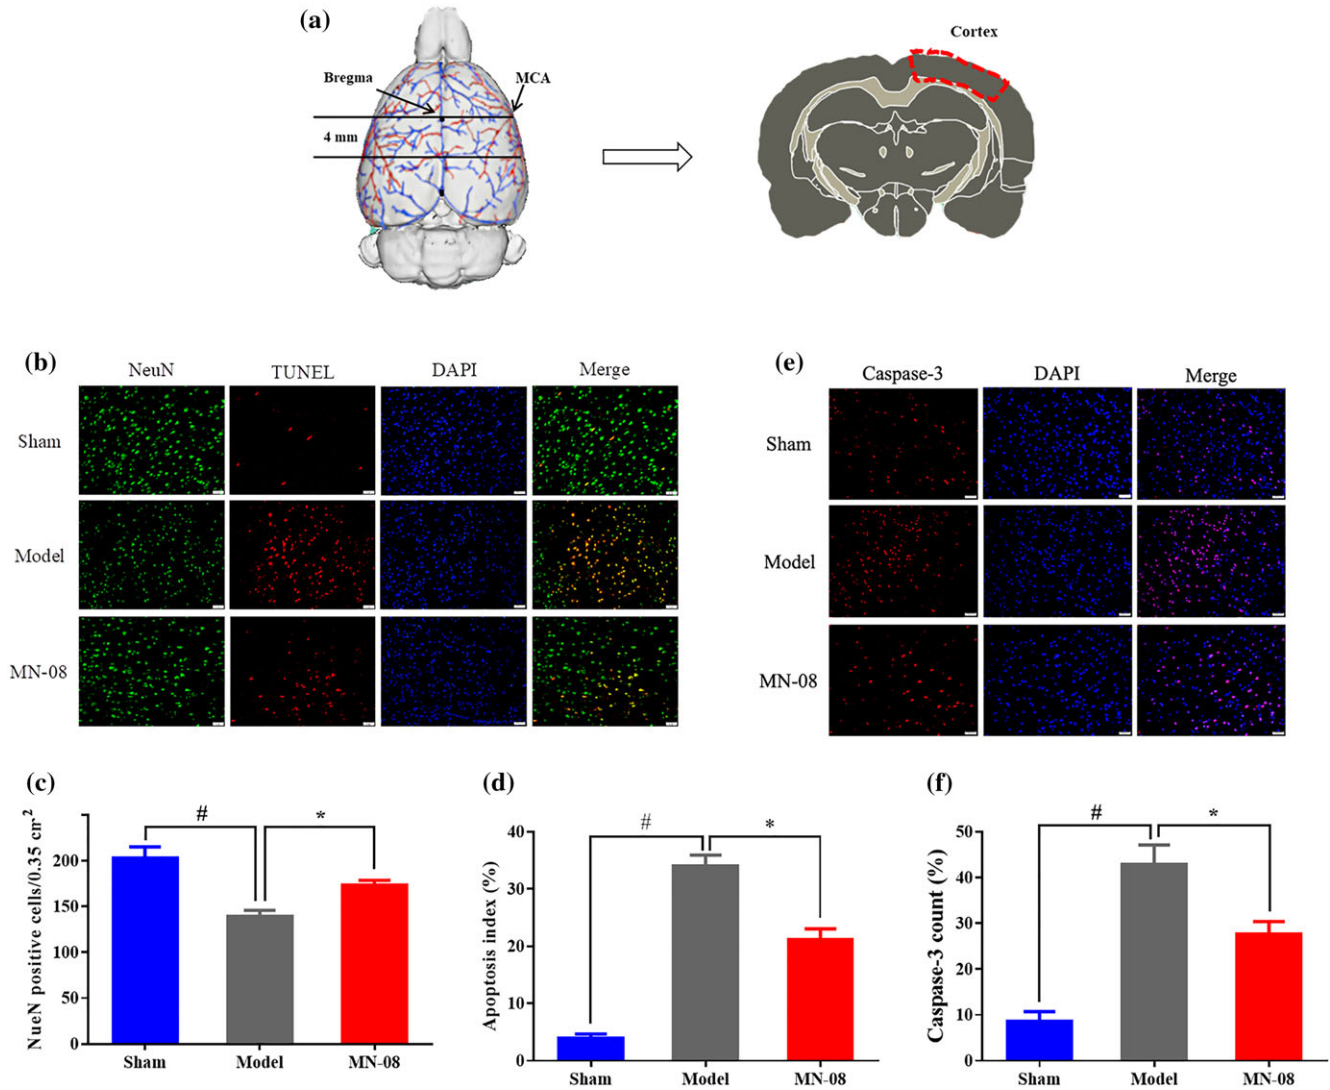 (a)
Bregma
MCA
4 mm
Cortex
(b)
NeuN TUNEL DAPI Merge
Sham
Model
MN-08
(e)
Caspase-3 DAPI Merge
Sham
Model
MN-08
(c)
NueN positive cells/0.35 cm²
200
150
100
50
0
# *
Sham Model MN-08
(d)
Apoptosis index (%)
40
30
20
10
0
# *
Sham Model MN-08
(f)
Caspase-3 count (%)
50
40
30
20
10
0
# *
Sham Model MN-08